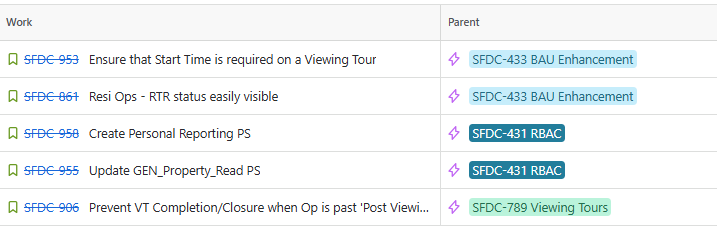 Work Parent
SFDC-953 Ensure that Start Time is required on a Viewing Tour SFDC-433 BAU Enhancement
SFDC-861 Resi Ops - RTR status easily visible SFDC-433 BAU Enhancement
SFDC-958 Create Personal Reporting PS SFDC-431 RBAC
SFDC-955 Update GEN_Property_Read PS SFDC-431 RBAC
SFDC-906 Prevent VT Completion/Closure when Op is past 'Post Viewi... SFDC-789 Viewing Tours